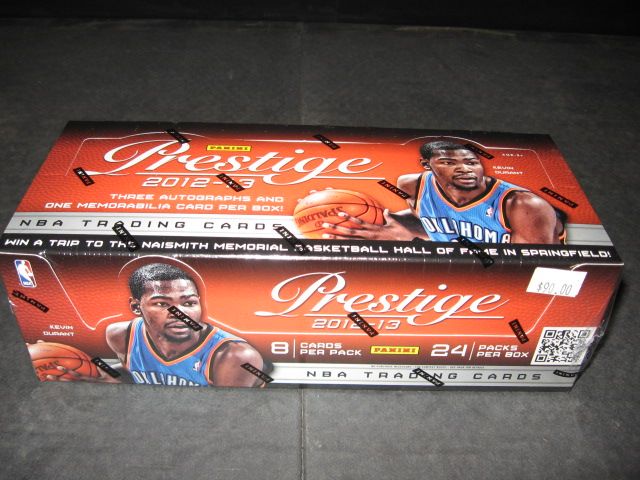 PANINI
Prestige
2012-13
THREE AUTOGRAPHS AND
ONE MEMORABILIA CARD PER BOX!
NBA TRADING CARDS
KEVIN
DURANT
SPALDING
OKLAHOMA
WIN A TRIP TO THE NAISMITH MEMORIAL BASKETBALL HALL OF FAME IN SPRINGFIELD!
NBA
Prestige
2012-13
$90.00
KEVIN
DURANT
8 CARDS
PER PACK
PANINI
24 PACKS
PER BOX
OKLAHOMA
NBA TRADING CARDS